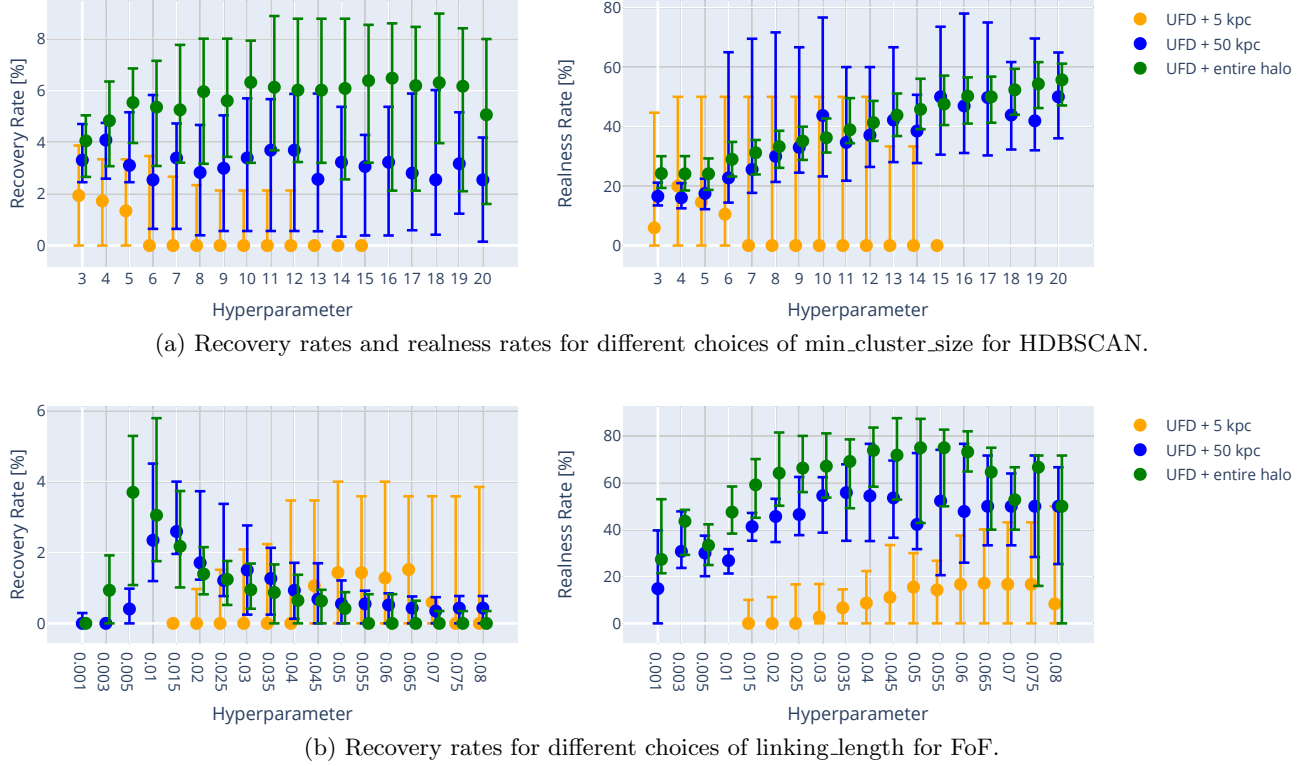 Recovery Rate [%]
8
6
4
2
0
3 4 5 6 7 8 9 10 11 12 13 14 15 16 17 18 19 20
Hyperparameter
Realness Rate [%]
80
60
40
20
0
3 4 5 6 7 8 9 10 11 12 13 14 15 16 17 18 19 20
Hyperparameter
UFD + 5 kpc
UFD + 50 kpc
UFD + entire halo
(a) Recovery rates and realness rates for different choices of min_cluster_size for HDBSCAN.
Recovery Rate [%]
6
4
2
0
0.001 0.003 0.005 0.01 0.015 0.02 0.025 0.03 0.035 0.04 0.045 0.05 0.055 0.06 0.065 0.07 0.075 0.08
Hyperparameter
Realness Rate [%]
80
60
40
20
0
0.001 0.003 0.005 0.01 0.015 0.02 0.025 0.03 0.035 0.04 0.045 0.05 0.055 0.06 0.065 0.07 0.075 0.08
Hyperparameter
UFD + 5 kpc
UFD + 50 kpc
UFD + entire halo
(b) Recovery rates for different choices of linking_length for FoF.